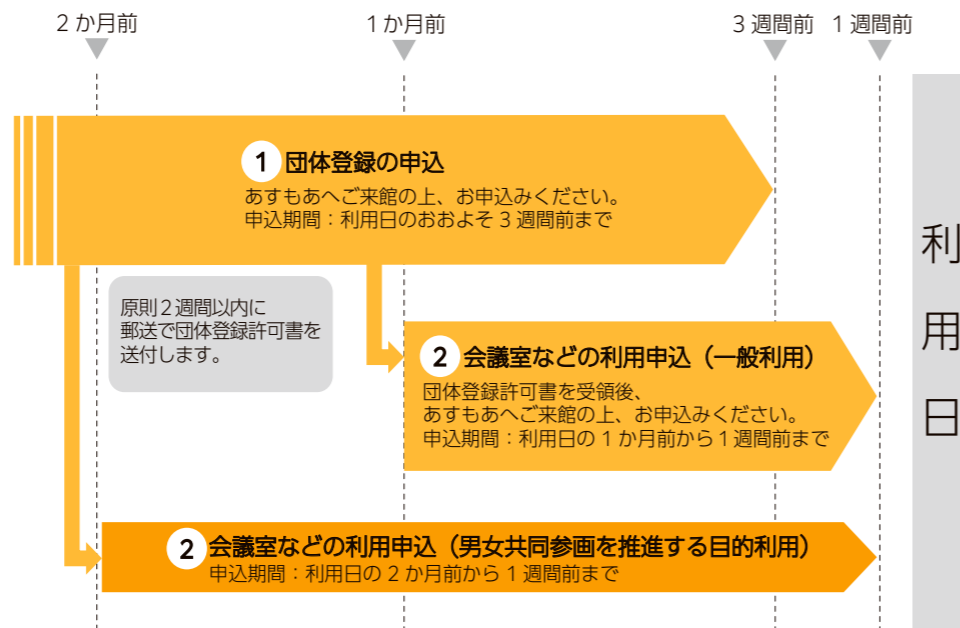 2か月前
1か月前
3週間前
1週間前
1 団体登録の申込
あすもあへご来館の上、お申込みください。
申込期間：利用日のおおよそ3週間前まで
原則2週間以内に
郵送で団体登録許可書を
送付します。
2 会議室などの利用申込（一般利用）
団体登録許可書を受領後、
あすもあへご来館の上、お申込みください。
申込期間：利用日の1か月前から1週間前まで
2 会議室などの利用申込（男女共同参画を推進する目的利用）
申込期間：利用日の2か月前から1週間前まで
利用日